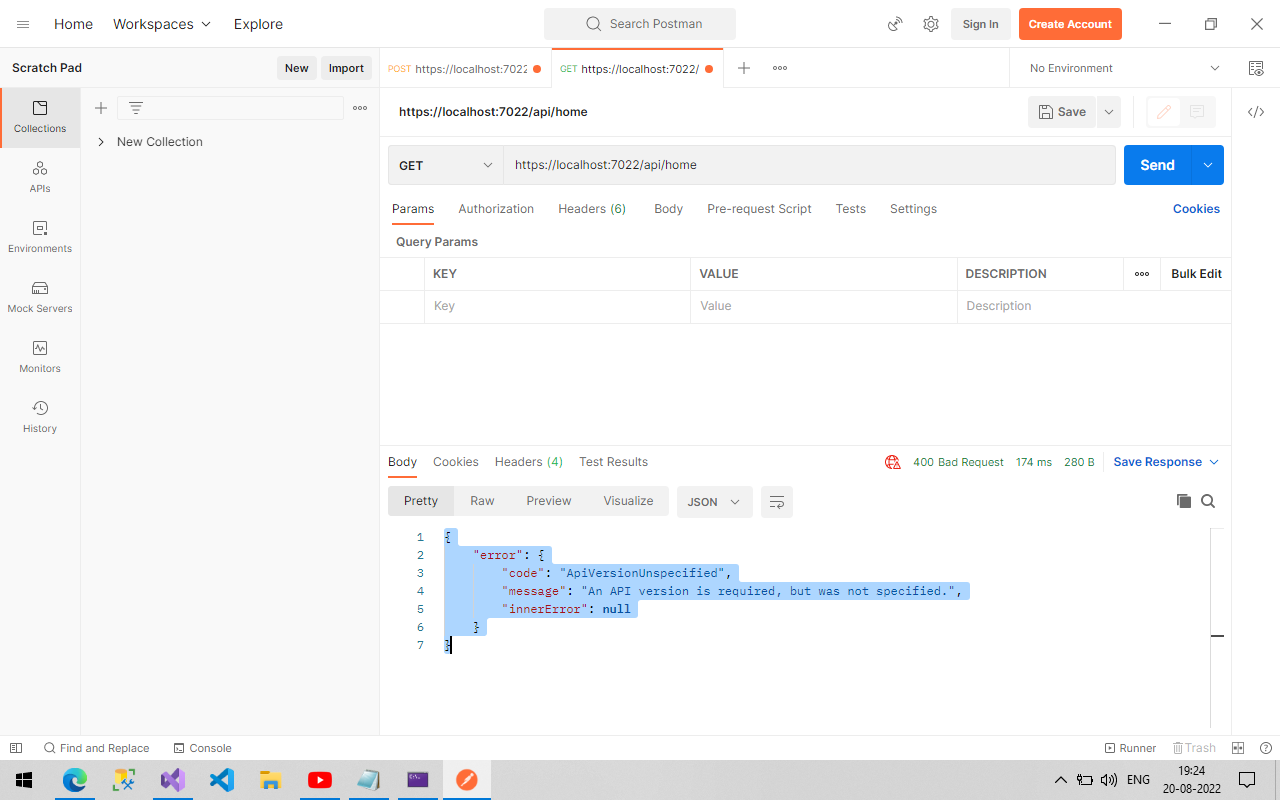 Home Workspaces Explore Search Postman Sign In Create Account
Scratch Pad New Import POST https://localhost:7022 GET https://localhost:7022/ No Environment
Collections
APIs
Environments
Mock Servers
Monitors
History
New Collection
https://localhost:7022/api/home Save
GET https://localhost:7022/api/home Send
Params Authorization Headers (6) Body Pre-request Script Tests Settings Cookies
Query Params
KEY VALUE DESCRIPTION Bulk Edit
Key Value Description
Body Cookies Headers (4) Test Results 400 Bad Request 174 ms 280 B Save Response
Pretty Raw Preview Visualize JSON
1 {
2 "error": {
3 "code": "ApiVersionUnspecified",
4 "message": "An API version is required, but was not specified.",
5 "innerError": null
6 }
7 }
Find and Replace Console Runner Trash
ENG 19:24
20-08-2022